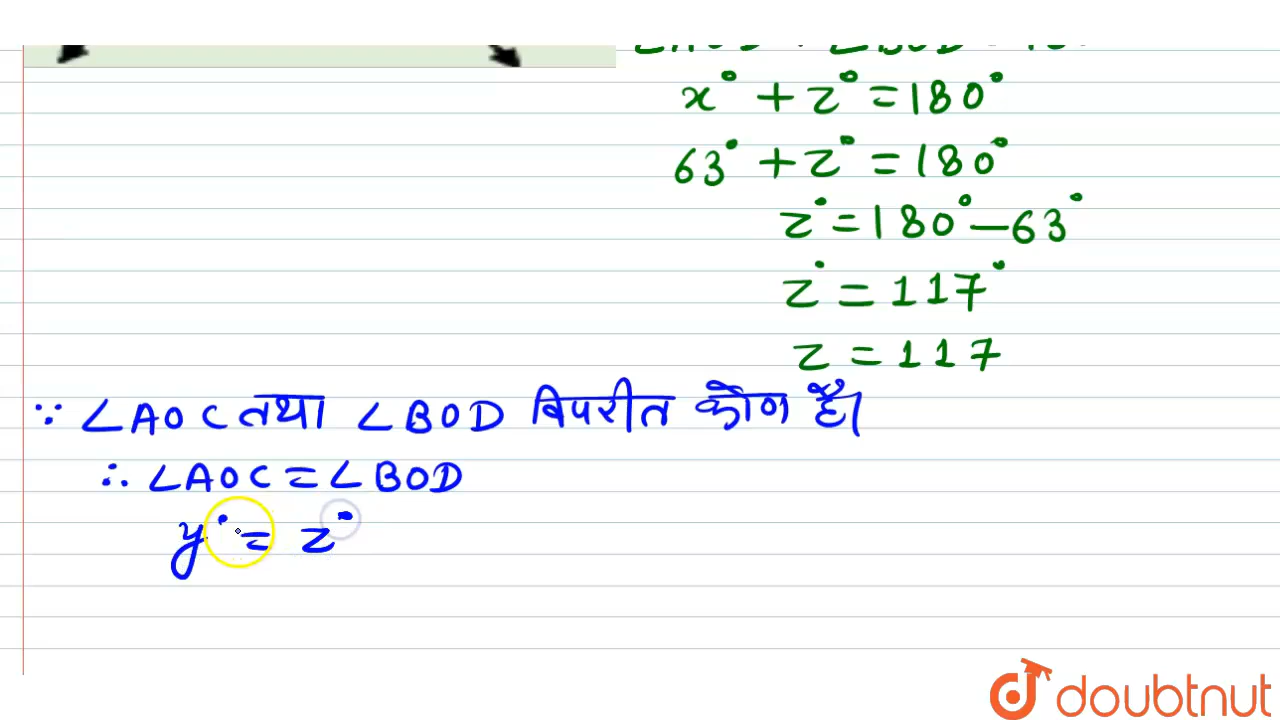 x° + z° = 180°
63° + z° = 180°
z° = 180° - 63°
z° = 117°
z = 117
∵ ∠AOC तथा ∠BOD विपरीत कोण हैं।
∴ ∠AOC = ∠BOD
y° = z°
doubtnut